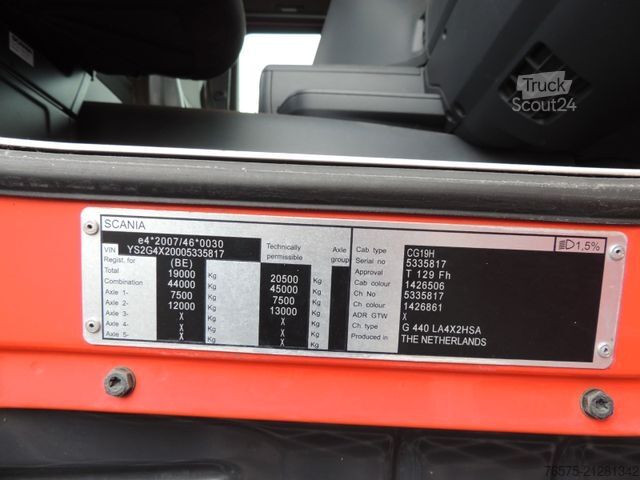 Truck
Scout24
SCANIA
1,5%
e4*2007/46*0030
VIN YS2G4X20005335817
Technically permissible
Axle group
Regist. for (BE)
Total 19000 Kg 20500 Kg
Combination 44000 Kg 45000 Kg
Axle 1- 7500 Kg 7500 Kg
Axle 2- 12000 Kg 13000 Kg
Axle 3- X Kg X Kg
Axle 4- X Kg X Kg
Axle 5- X Kg X Kg
Cab type CG19H
Serial no 5335817
Approval T 129 Fh
Cab colour 1426506
Ch No 5335817
Ch colour 1426861
ADR GTW X
Ch. type G 440 LA4X2HSA
Produced in THE NETHERLANDS
76575-21281342